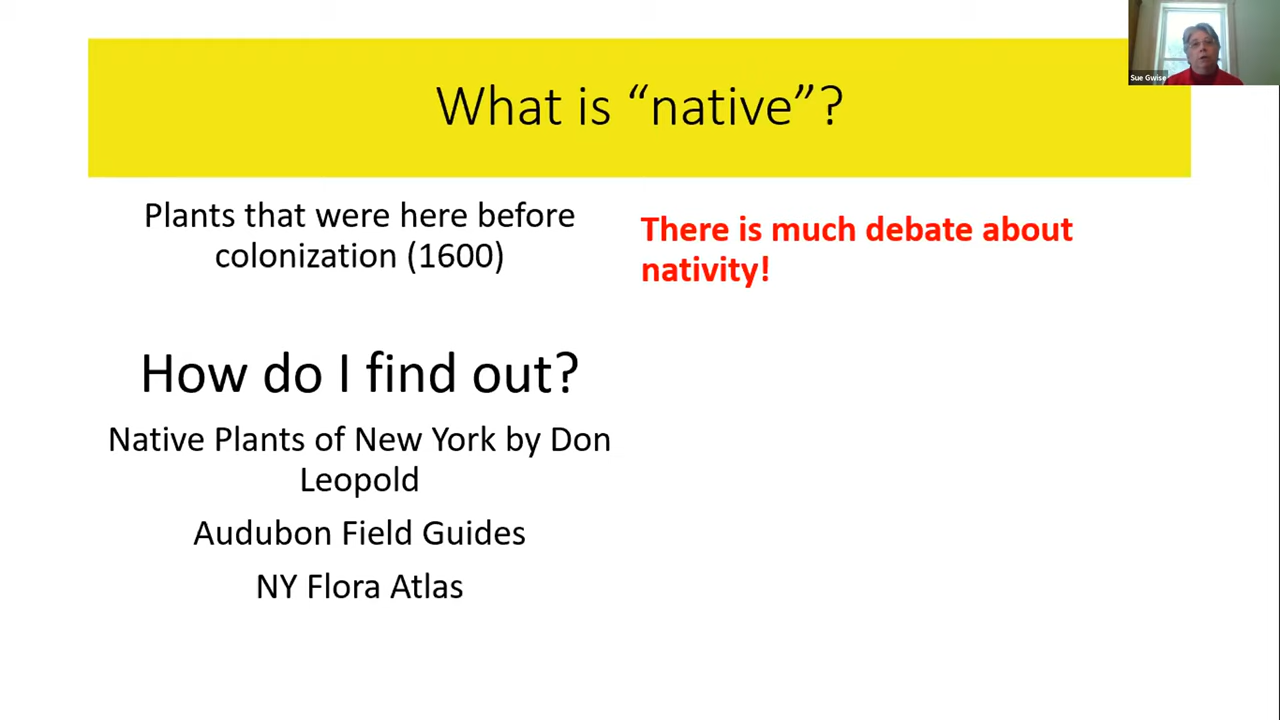 What is “native”?
Sue Gwise
Plants that were here before
colonization (1600)
There is much debate about
nativity!
How do I find out?
Native Plants of New York by Don
Leopold
Audubon Field Guides
NY Flora Atlas